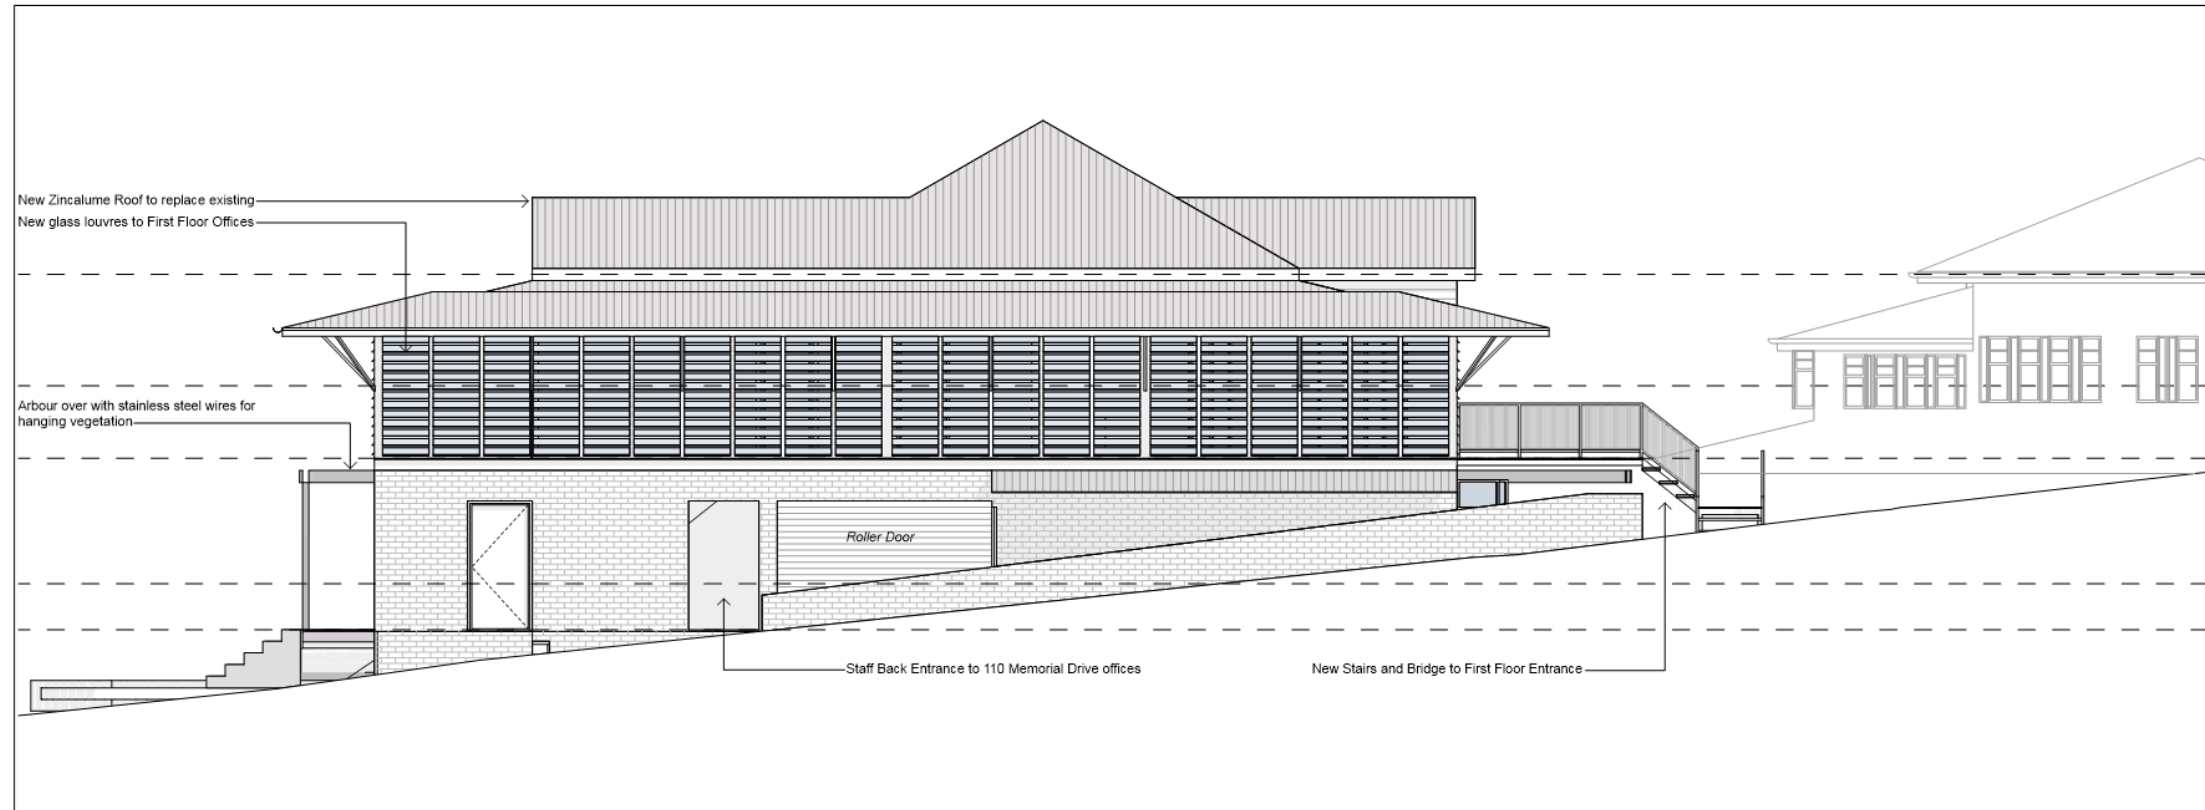 New Zincalume Roof to replace existing
New glass louvres to First Floor Offices
Arbour over with stainless steel wires for
hanging vegetation
Roller Door
Staff Back Entrance to 110 Memorial Drive offices
New Stairs and Bridge to First Floor Entrance